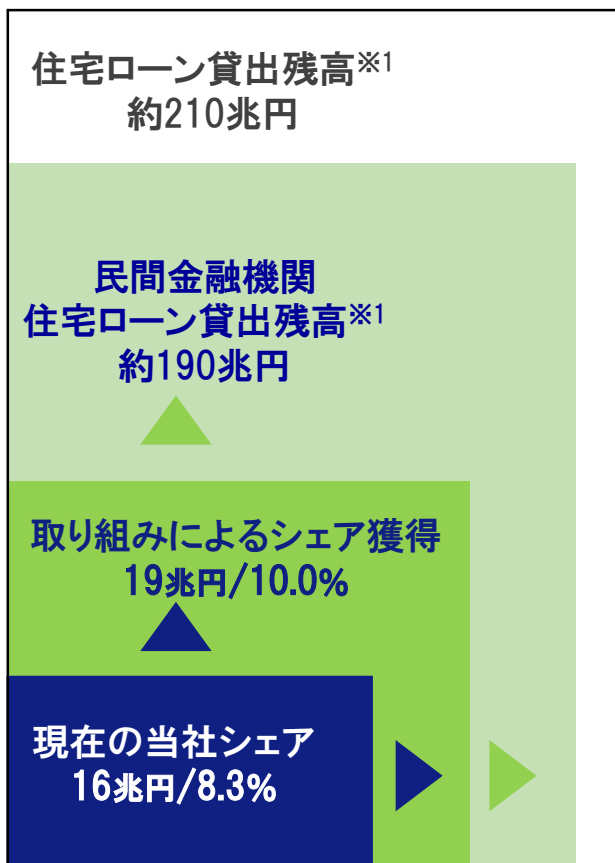 住宅ローン貸出残高※1
約210兆円
民間金融機関
住宅ローン貸出残高※1
約190兆円
取り組みによるシェア獲得
19兆円/10.0%
現在の当社シェア
16兆円/8.3%